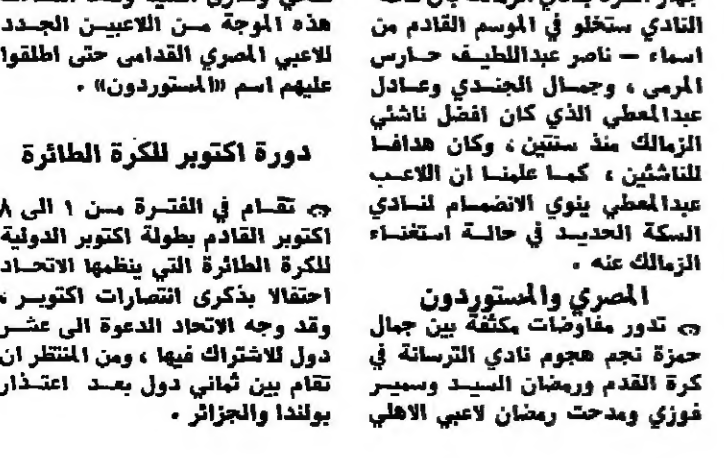 النادي ستخلو في الموسم القادم من
اسماء — ناصر عبداللطيف حارس
المرمى ، وجمال الجندي وعادل
عبدالمعطي الذي كان افضل ناشئي
الزمالك منذ سنتين ، وكان هدافا
للناشئين ، كما علمنا ان اللاعب
عبدالمعطي ينوي الانضمام لنادي
السكة الحديد في حالة استغناء
الزمالك عنه .
المصري والمستوردون
تدور مفاوضات مكثفة بين جمال
حمزة نجم هجوم نادي الترسانة في
كرة القدم ورمضان السيد وسمير
فوزي ومدحت رمضان لاعبي الاهلي
هذه الموجة من اللاعبين الجدد
للاعبي المصري القدامى حتى اطلقوا
عليهم اسم «المستوردون» .
دورة اكتوبر للكرة الطائرة
تقام في الفترة من ١ الى ٨
اكتوبر القادم بطولة اكتوبر الدولية
للكرة الطائرة التي ينظمها الاتحاد
احتفالا بذكرى انتصارات اكتوبر ،
وقد وجه الاتحاد الدعوة الى عشر
دول للاشتراك فيها ، ومن المنتظر ان
تقام بين ثماني دول بعد اعتذار
بولندا والجزائر .